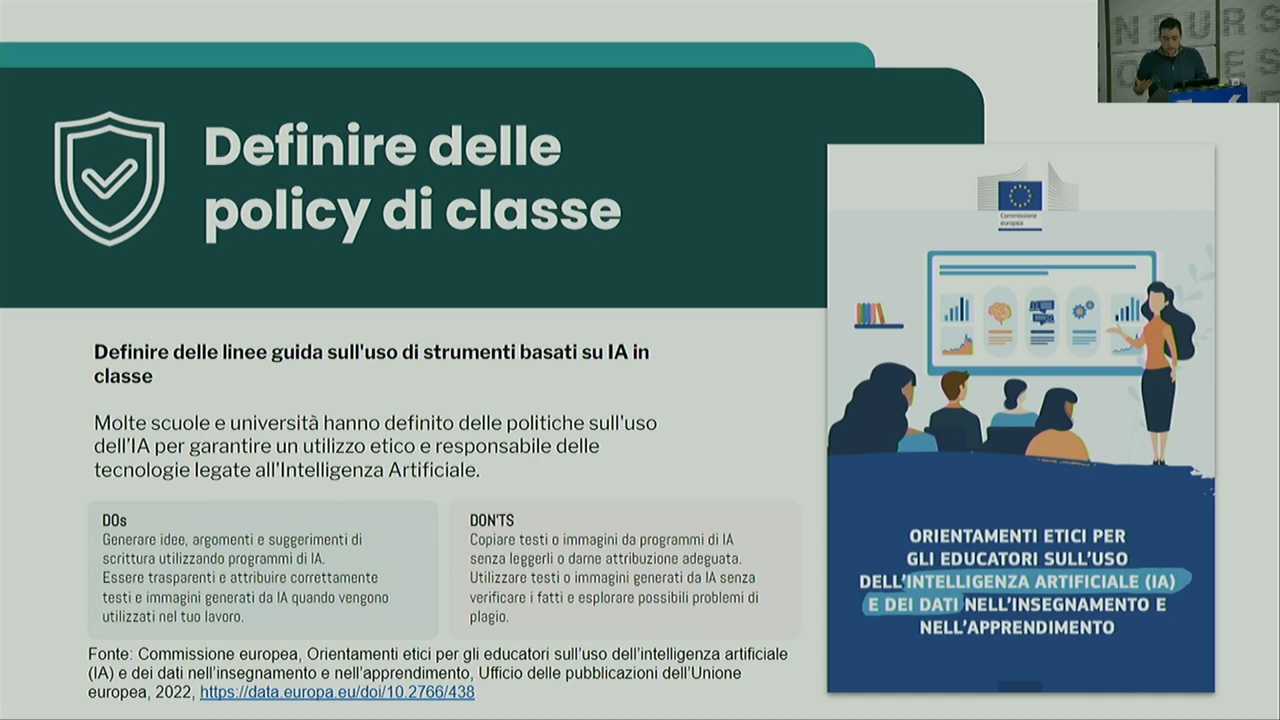 Definire delle
policy di classe
Definire delle linee guida sull'uso di strumenti basati su IA in
classe
Molte scuole e università hanno definito delle politiche sull'uso
dell'IA per garantire un utilizzo etico e responsabile delle
tecnologie legate all'Intelligenza Artificiale.
DOs
Generare idee, argomenti e suggerimenti di
scrittura utilizzando programmi di IA.
Essere trasparenti e attribuire correttamente
testi e immagini generati da IA quando vengono
utilizzati nel tuo lavoro.
DON'TS
Copiare testi o immagini da programmi di IA
senza leggerli o darne attribuzione adeguata.
Utilizzare testi o immagini generati da IA senza
verificare i fatti e esplorare possibili problemi di
plagio.
Fonte: Commissione europea, Orientamenti etici per gli educatori sull'uso dell'intelligenza artificiale
(IA) e dei dati nell'insegnamento e nell'apprendimento, Ufficio delle pubblicazioni dell'Unione
europea, 2022, https://data.europa.eu/doi/10.2766/438
Commissione
europea
ORIENTAMENTI ETICI PER
GLI EDUCATORI SULL'USO
DELL'INTELLIGENZA ARTIFICIALE (IA)
E DEI DATI NELL'INSEGNAMENTO E
NELL'APPRENDIMENTO